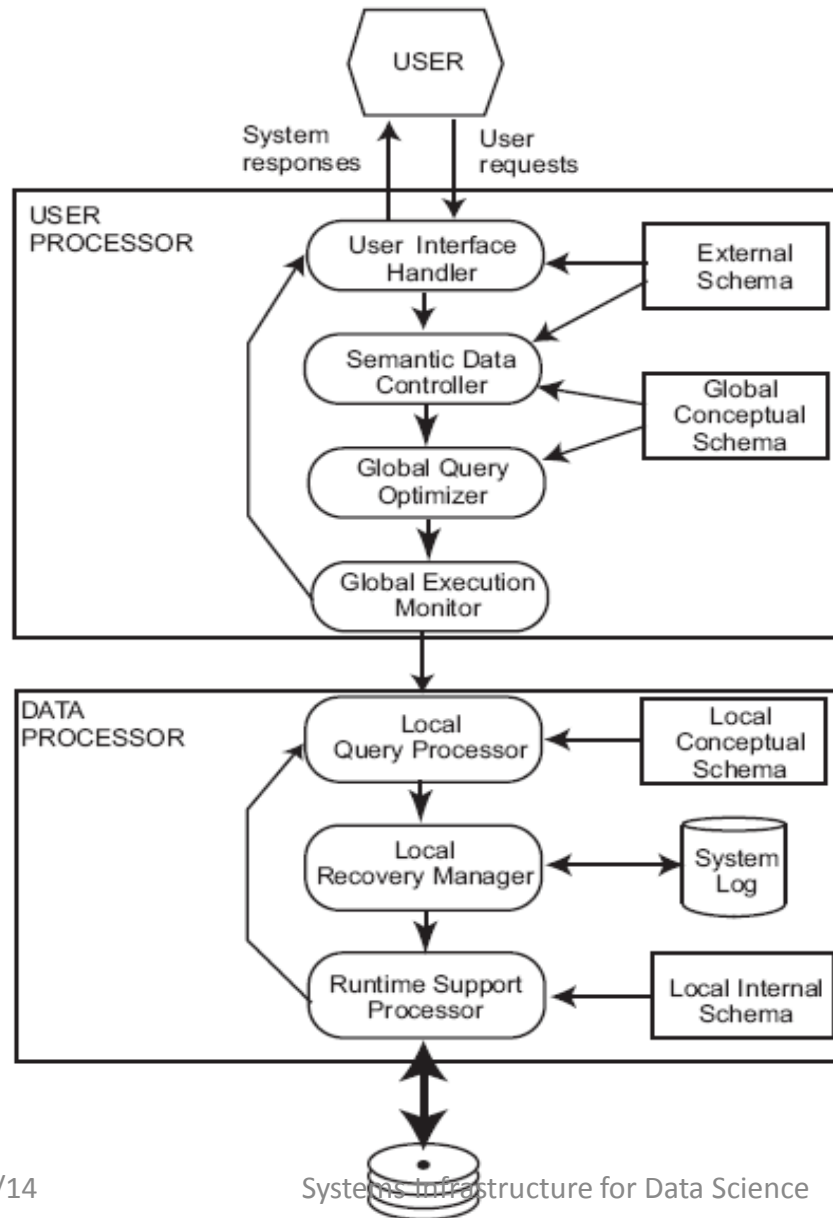 USER
System
responses
User
requests
USER
PROCESSOR
User Interface
Handler
External
Schema
Semantic Data
Controller
Global
Conceptual
Schema
Global Query
Optimizer
Global Execution
Monitor
DATA
PROCESSOR
Local
Query Processor
Local
Conceptual
Schema
Local
Recovery Manager
System
Log
Runtime Support
Processor
Local Internal
Schema
/14
Systems Infrastructure for Data Science